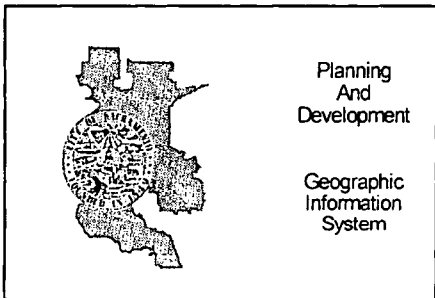 Planning
And
Development
Geographic
Information
System